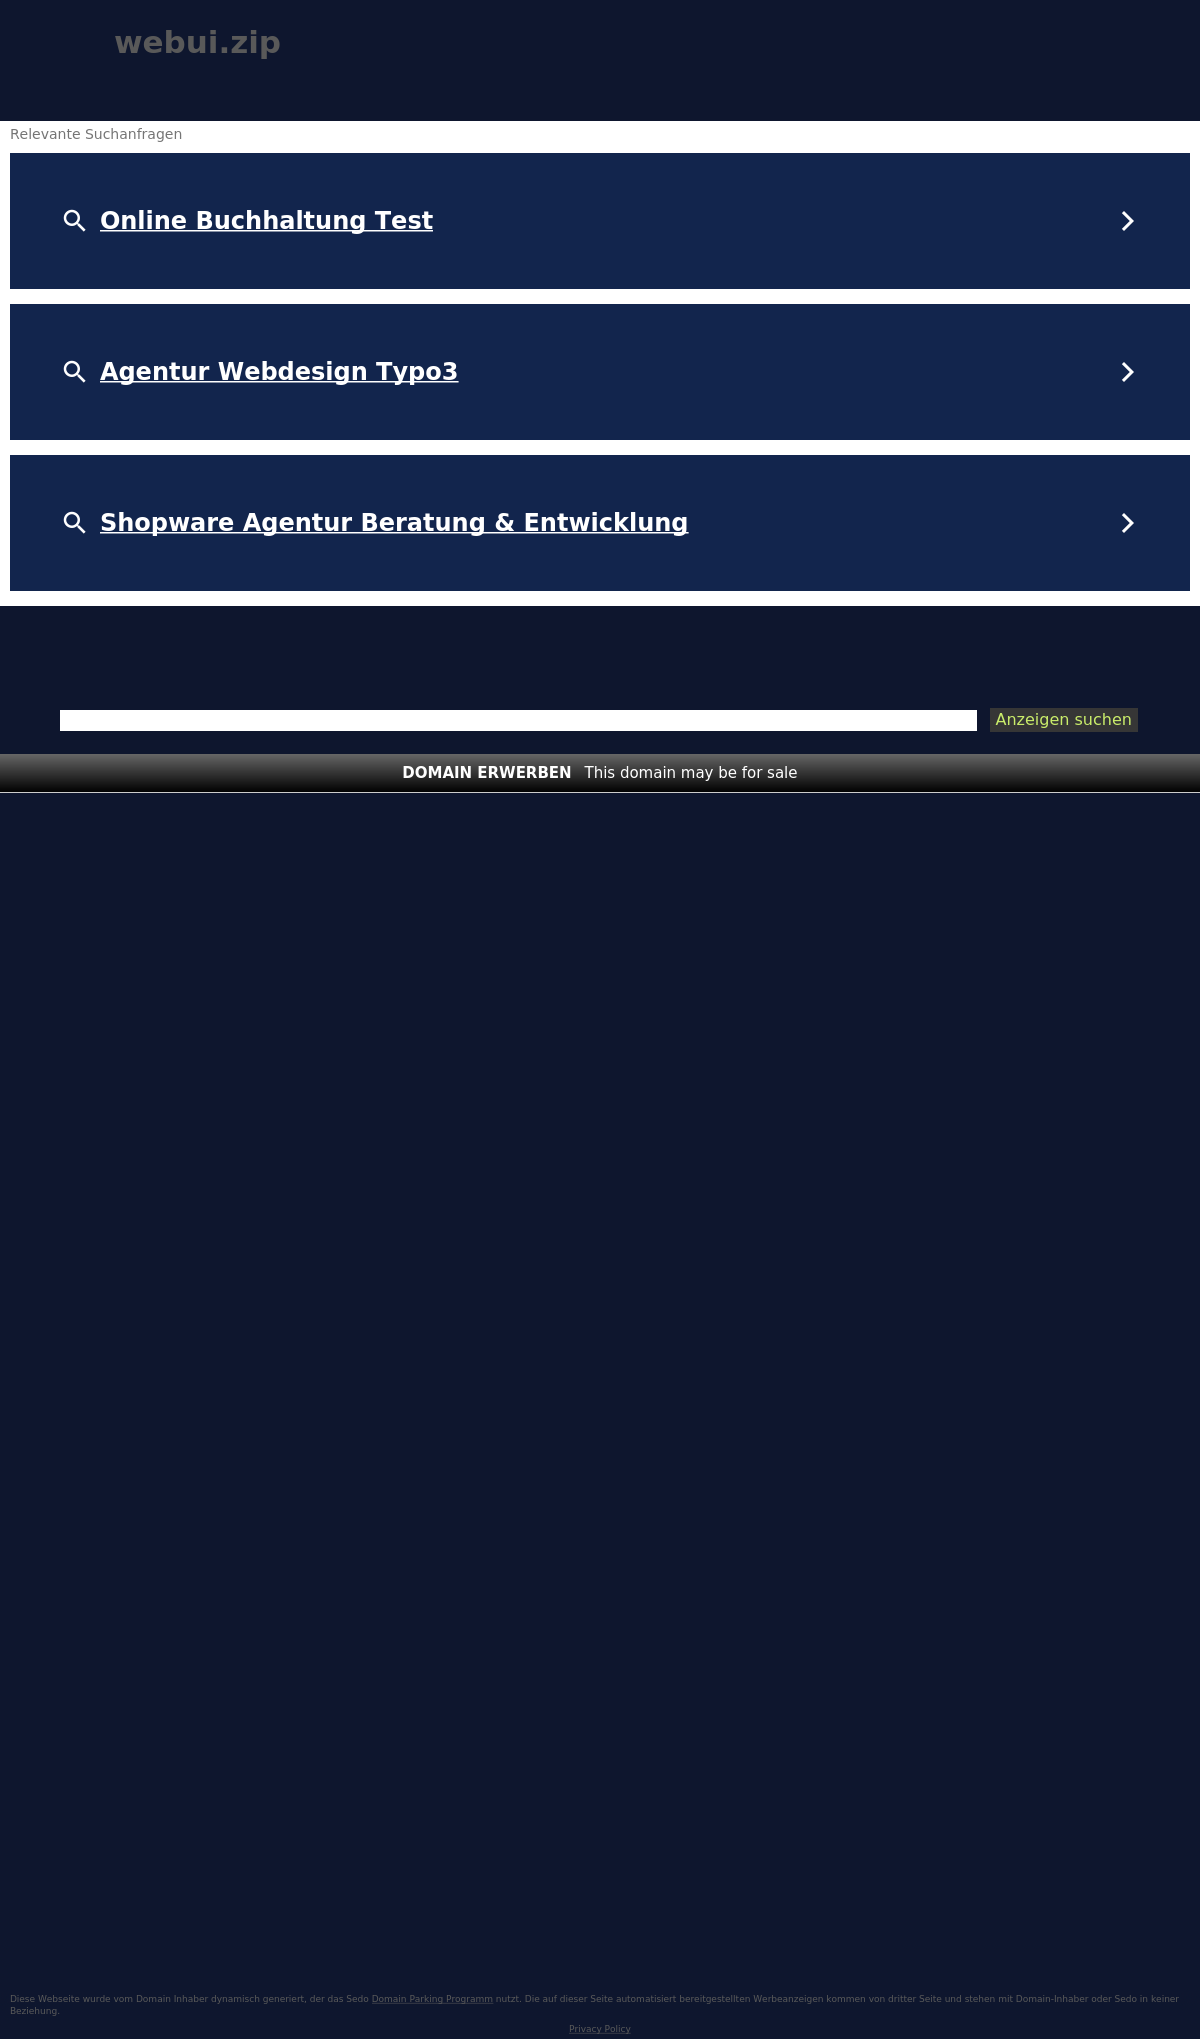 webui.zip
Relevante Suchanfragen
Online Buchhaltung Test
Agentur Webdesign Typo3
Shopware Agentur Beratung & Entwicklung
Anzeigen suchen
DOMAIN ERWERBEN This domain may be for sale
Diese Webseite wurde vom Domain Inhaber dynamisch generiert, der das Sedo Domain Parking Programm nutzt. Die auf dieser Seite automatisiert bereitgestellten Werbeanzeigen kommen von dritter Seite und stehen mit Domain-Inhaber oder Sedo in keiner
Beziehung.
Privacy Policy